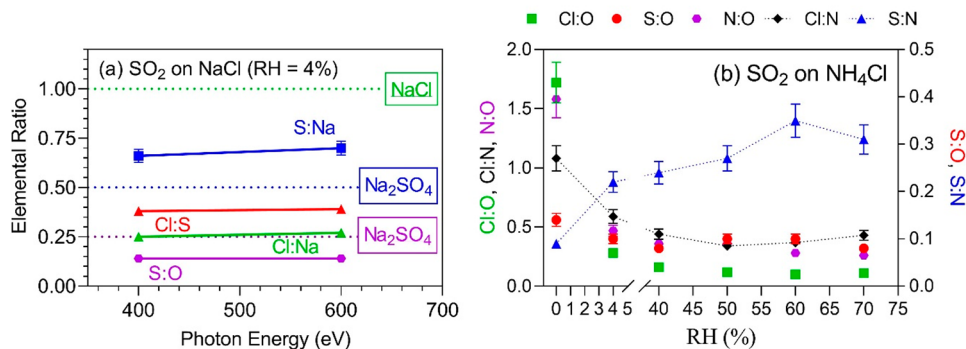 Cl:O S:O N:O Cl:N S:N
(a) SO₂ on NaCl (RH = 4%)
NaCl
S:Na
Na₂SO₄
Cl:S
Na₂SO₄
Cl:Na
S:O
Elemental Ratio
1.00
0.75
0.50
0.25
0.00
400 500 600 700
Photon Energy (eV)
(b) SO₂ on NH₄Cl
Cl:O, Cl:N, N:O
2.0
1.5
1.0
0.5
0.0
S:O, S:N
0.5
0.4
0.3
0.2
0.1
0.0
0 1 2 3 4 5 40 45 50 55 60 65 70 75
RH (%)